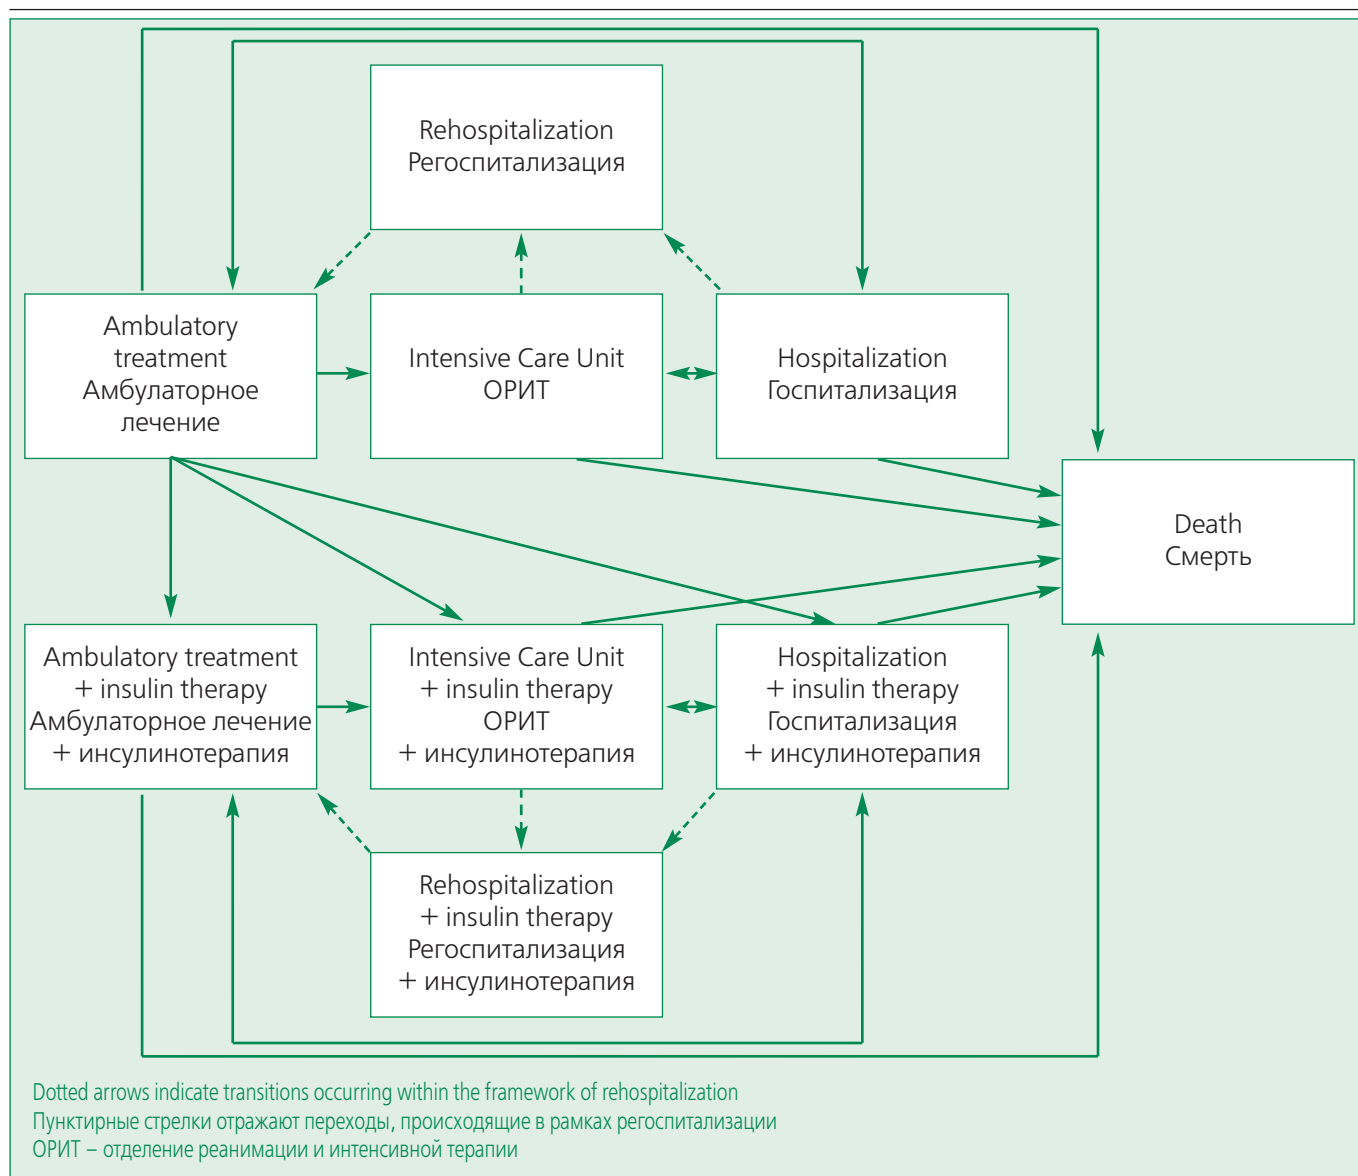 Rehospitalization
Регоспитализация
Ambulatory
treatment
Амбулаторное
лечение
Intensive Care Unit
ОРИТ
Hospitalization
Госпитализация
Death
Смерть
Ambulatory treatment
+ insulin therapy
Амбулаторное лечение
+ инсулинотерапия
Intensive Care Unit
+ insulin therapy
ОРИТ
+ инсулинотерапия
Hospitalization
+ insulin therapy
Госпитализация
+ инсулинотерапия
Rehospitalization
+ insulin therapy
Регоспитализация
+ инсулинотерапия
Dotted arrows indicate transitions occurring within the framework of rehospitalization
Пунктирные стрелки отражают переходы, происходящие в рамках регоспитализации
ОРИТ – отделение реанимации и интенсивной терапии